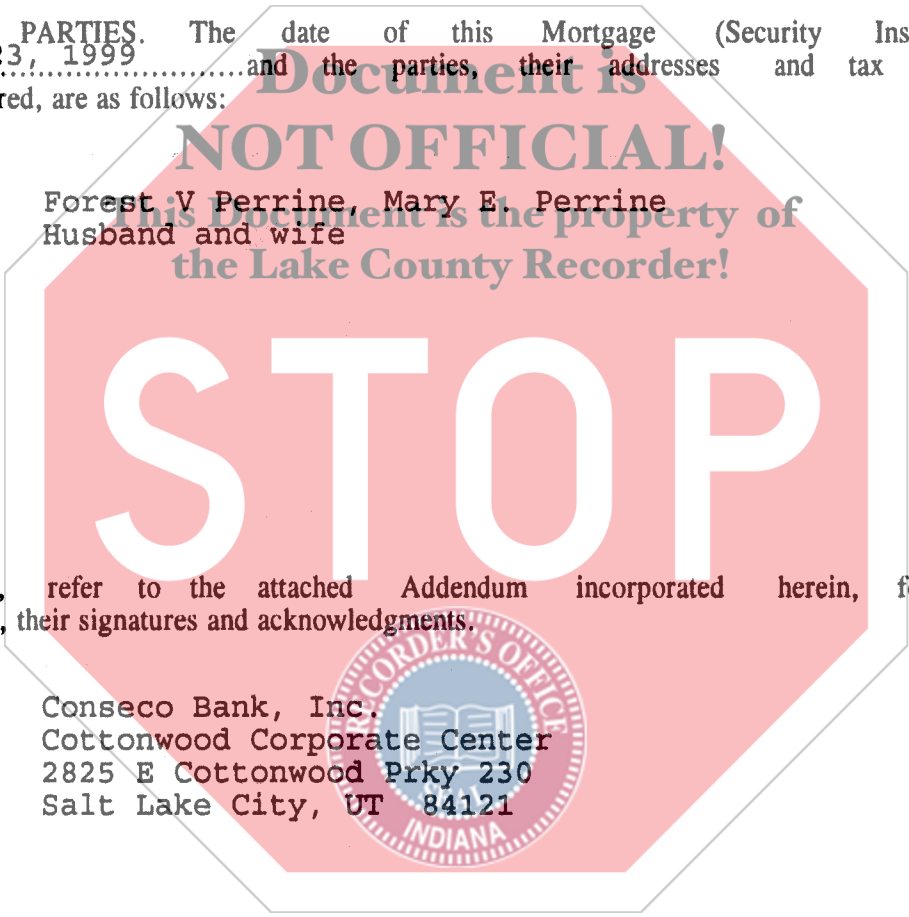 PARTIES. The date of this Mortgage (Security Ins
23, 1999
and the parties, their addresses and tax
red, are as follows:
Document is
NOT OFFICIAL!
This Document is the property of
the Lake County Recorder!
Forest V Perrine, Mary E. Perrine
Husband and wife
STOP
, refer to the attached Addendum incorporated herein, f
, their signatures and acknowledgments.
RECORDER'S OFFICE
SEAL
INDIANA
Conseco Bank, Inc.
Cottonwood Corporate Center
2825 E Cottonwood Prky 230
Salt Lake City, UT 84121